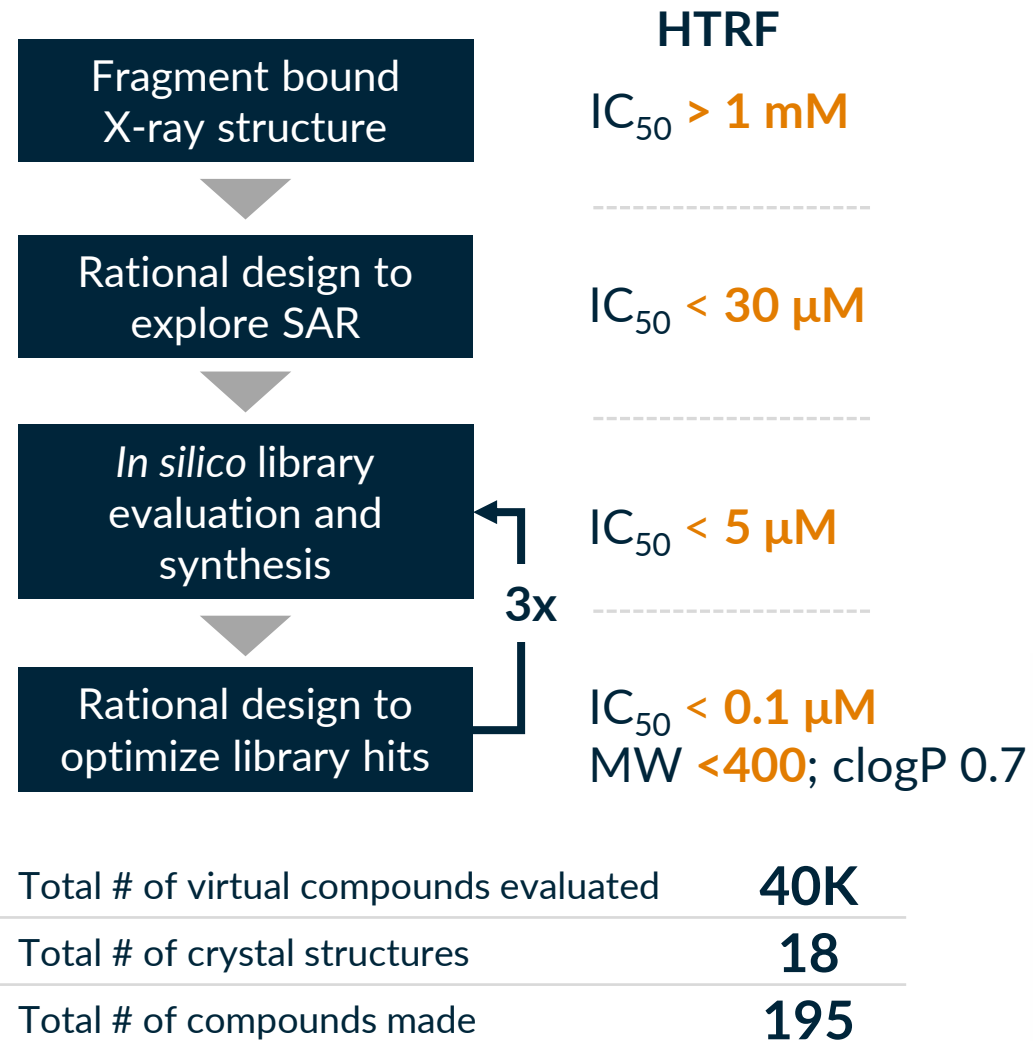 HTRF
Fragment bound
X-ray structure
IC50 > 1 mM
Rational design to
explore SAR
IC50 < 30 µM
In silico library
evaluation and
synthesis
IC50 < 5 µM
3x
Rational design to
optimize library hits
IC50 < 0.1 µM
MW <400; clogP 0.7
Total # of virtual compounds evaluated 40K
Total # of crystal structures 18
Total # of compounds made 195